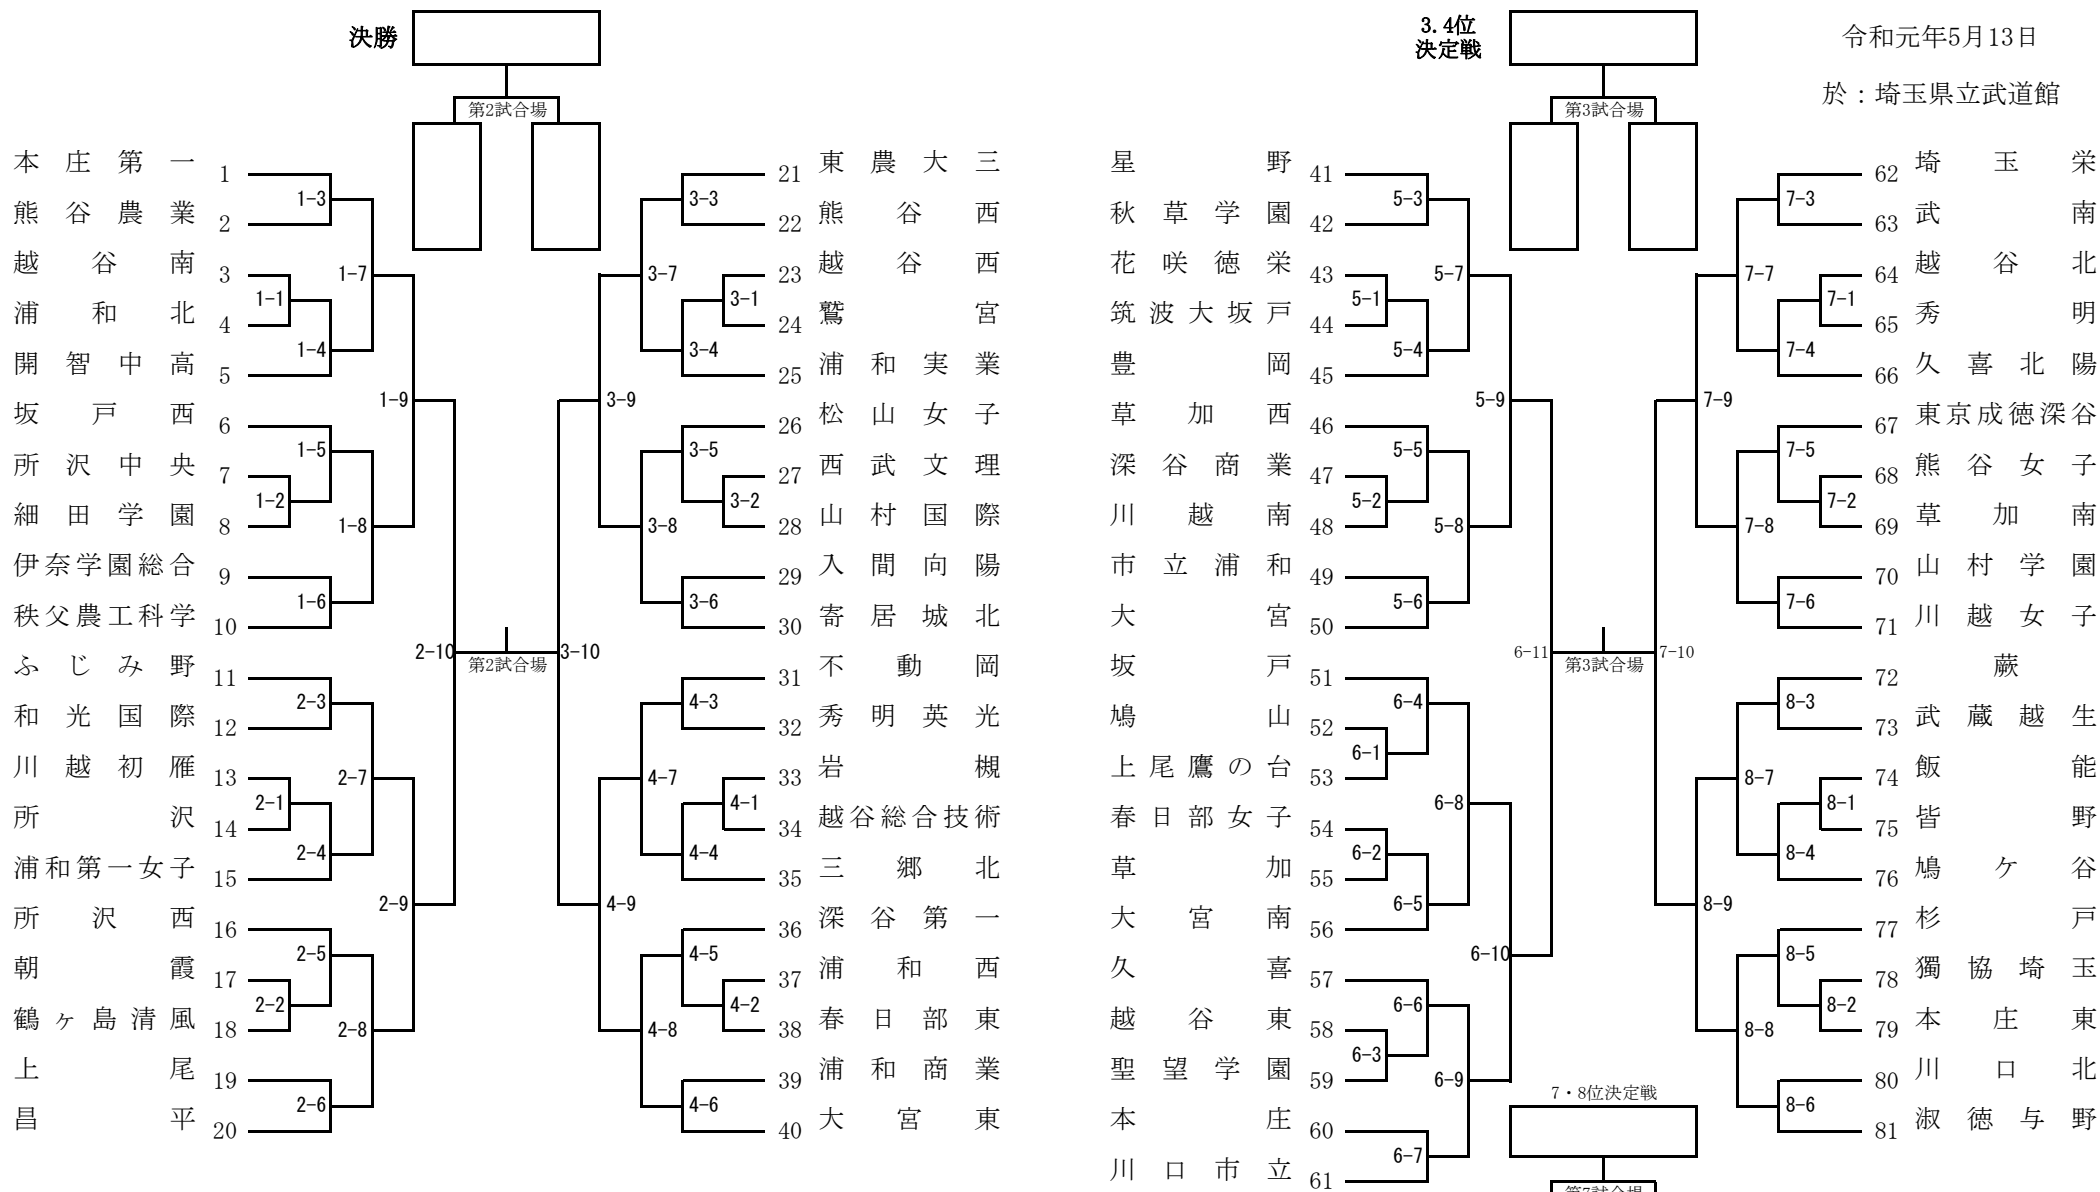 決勝
3.4位
決定戦
令和元年5月13日
於：埼玉県立武道館
第2試合場
第3試合場
本庄第一 1
熊谷農業 2
越谷南 3
浦和北 4
開智中高 5
坂戸西 6
所沢中央 7
細田学園 8
伊奈学園総合 9
秩父農工科学 10
ふじみ野 11
和光国際 12
川越初雁 13
所沢 14
浦和第一女子 15
所沢西 16
朝霞 17
鶴ヶ島清風 18
上尾 19
昌平 20
1-3
1-7
1-1
1-4
1-9
1-5
1-2
1-8
1-6
2-10
第2試合場
3-10
2-3
2-7
2-1
2-4
2-9
2-5
2-2
2-8
2-6
3-3
3-7
3-1
3-4
3-9
3-5
3-2
3-8
3-6
4-3
4-7
4-1
4-4
4-9
4-5
4-2
4-8
4-6
21 東農大三
22 熊谷西
23 越谷西
24 鷲宮
25 浦和実業
26 松山女子
27 西武文理
28 山村国際
29 入間向陽
30 寄居城北
31 不動岡
32 秀明英光
33 岩槻
34 越谷総合技術
35 三郷北
36 深谷第一
37 浦和西
38 春日部東
39 浦和商業
40 大宮東
星野 41
秋草学園 42
花咲徳栄 43
筑波大坂戸 44
豊岡 45
草加西 46
深谷商業 47
川越南 48
市立浦和 49
大宮 50
坂戸 51
鳩山 52
上尾鷹の台 53
春日部女子 54
草加 55
大宮南 56
久喜 57
越谷東 58
聖望学園 59
本庄 60
川口市立 61
5-3
5-7
5-1
5-4
5-9
5-5
5-2
5-8
5-6
6-11
第3試合場
7-10
6-4
6-1
6-8
6-2
6-5
6-10
6-6
6-3
6-9
6-7
7-3
7-7
7-1
7-4
7-9
7-5
7-2
7-8
7-6
8-3
8-7
8-1
8-4
8-9
8-5
8-2
8-8
8-6
62 埼玉栄
63 武南
64 越谷北
65 秀明
66 久喜北陽
67 東京成徳深谷
68 熊谷女子
69 草加南
70 山村学園
71 川越女子
72 蕨
73 武蔵越生
74 飯能
75 皆野
76 鳩ケ谷
77 杉戸
78 獨協埼玉
79 本庄東
80 川口北
81 淑徳与野
7・8位決定戦
第7試合場